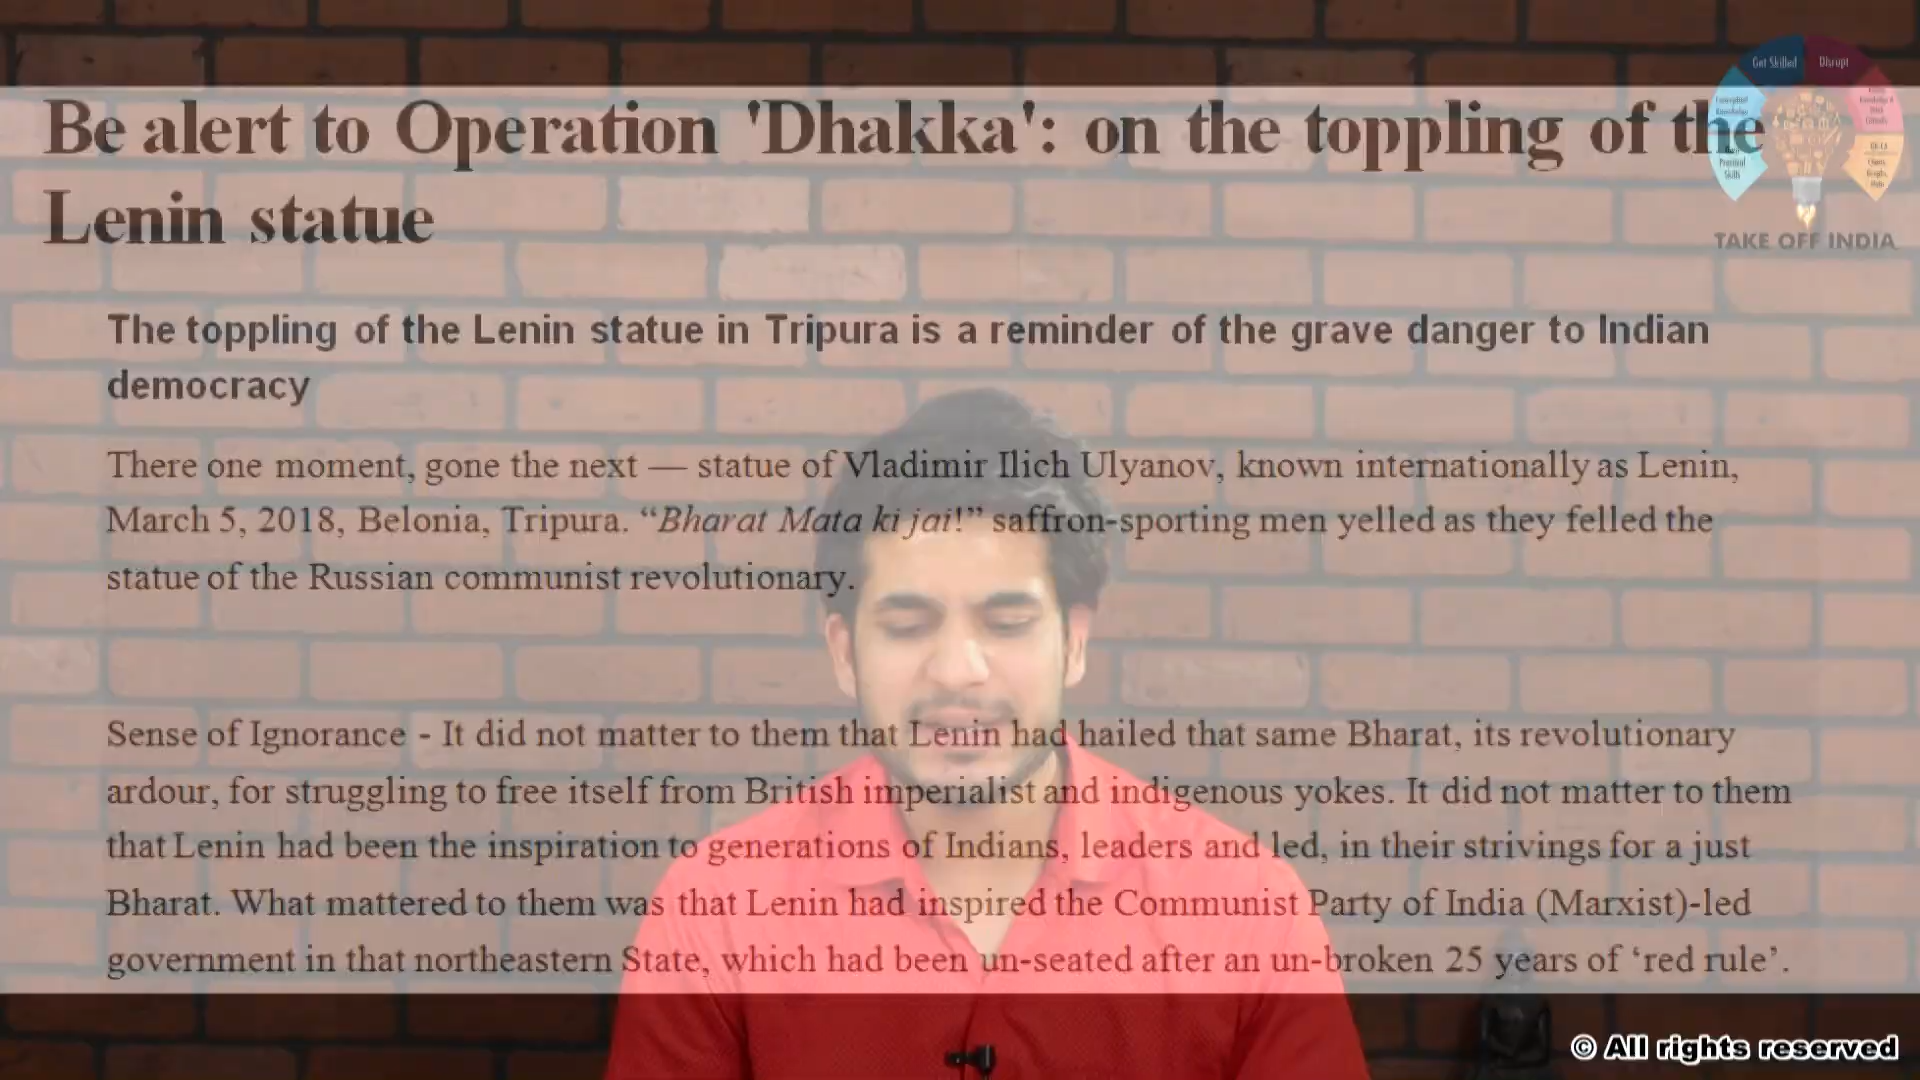 Be alert to Operation 'Dhakka': on the toppling of the
Lenin statue
The toppling of the Lenin statue in Tripura is a reminder of the grave danger to Indian
democracy
There one moment, gone the next — statue of Vladimir Ilich Ulyanov, known internationally as Lenin,
March 5, 2018, Belonia, Tripura. “Bharat Mata ki jai!” saffron-sporting men yelled as they felled the
statue of the Russian communist revolutionary.
Sense of Ignorance - It did not matter to them that Lenin had hailed that same Bharat, its revolutionary
ardour, for struggling to free itself from British imperialist and indigenous yokes. It did not matter to them
that Lenin had been the inspiration to generations of Indians, leaders and led, in their strivings for a just
Bharat. What mattered to them was that Lenin had inspired the Communist Party of India (Marxist)-led
government in that northeastern State, which had been un-seated after an un-broken 25 years of ‘red rule’.
Get Skilled
Disrupt
Practical
Skills
TAKE OFF INDIA
© All rights reserved